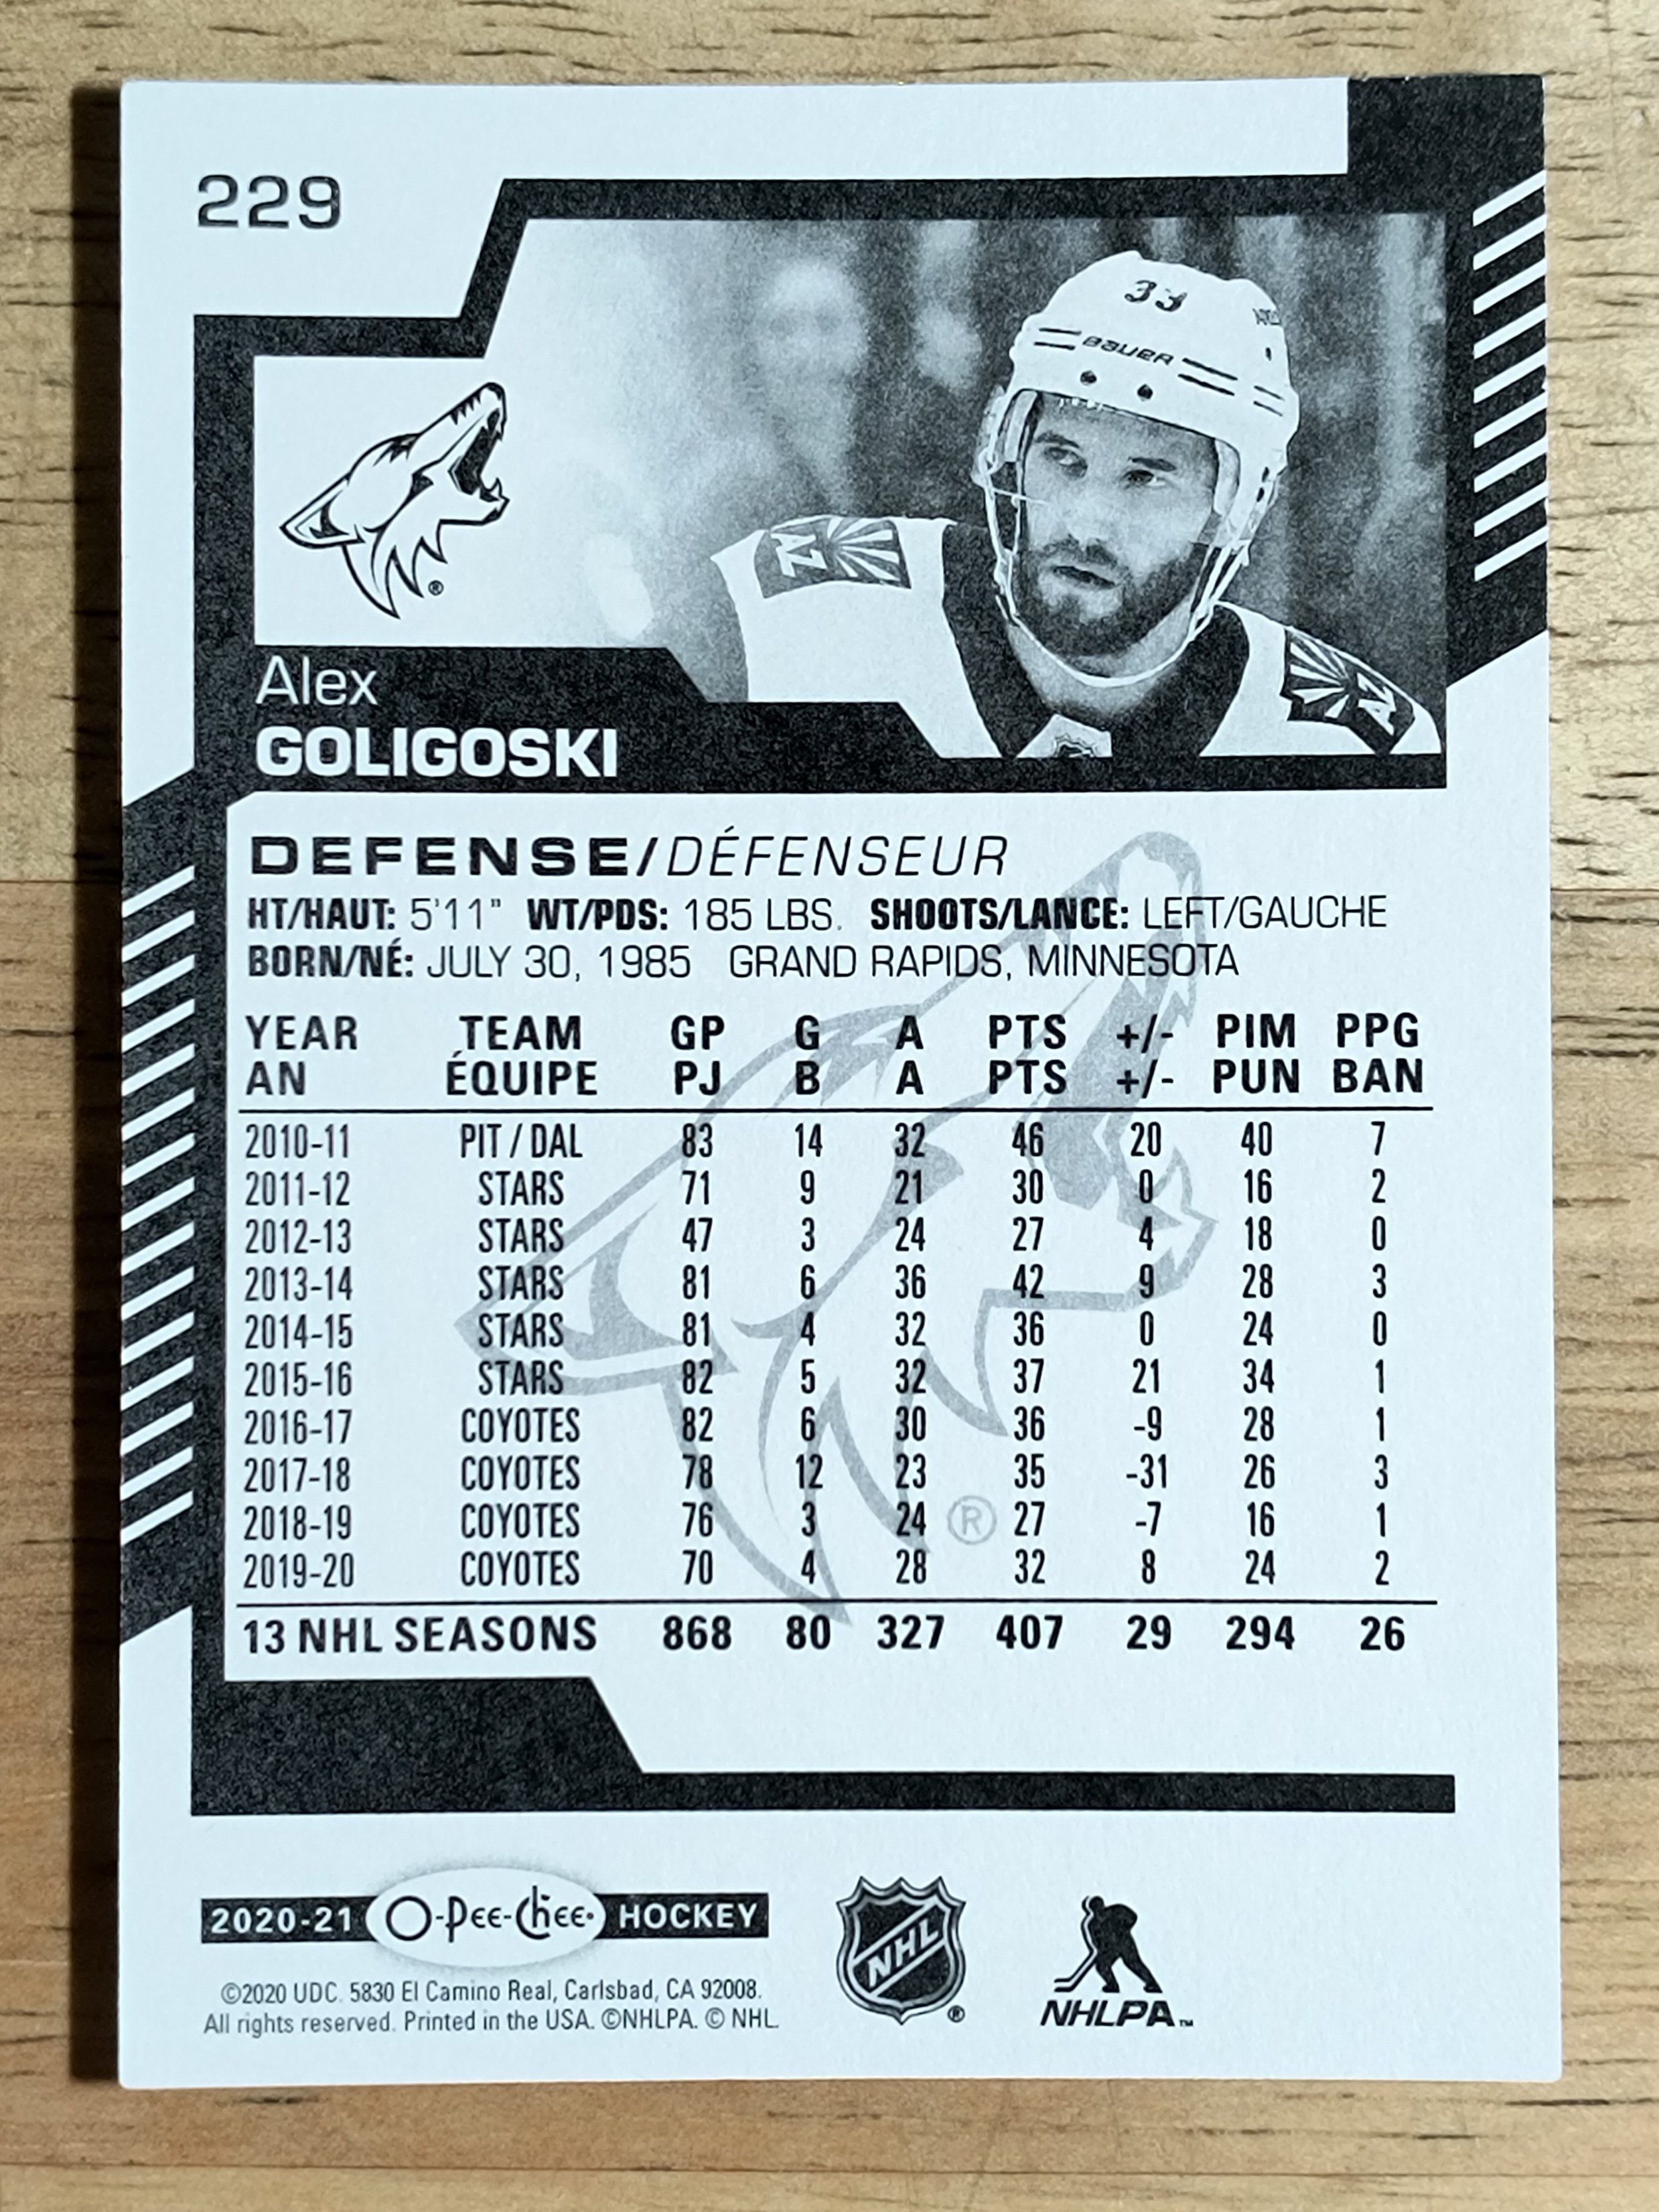 229
33
BAUER
AZ
AZ
®
Alex
GOLIGOSKI
DEFENSE/DÉFENSEUR
HT/HAUT: 5'11" WT/PDS: 185 LBS. SHOOTS/LANCE: LEFT/GAUCHE
BORN/NÉ: JULY 30, 1985 GRAND RAPIDS, MINNESOTA
YEAR TEAM GP G A PTS +/- PIM PPG
AN ÉQUIPE PJ B A PTS +/- PUN BAN
2010-11 PIT / DAL 83 14 32 46 20 40 7
2011-12 STARS 71 9 21 30 0 16 2
2012-13 STARS 47 3 24 27 4 18 0
2013-14 STARS 81 6 36 42 9 28 3
2014-15 STARS 81 4 32 36 0 24 0
2015-16 STARS 82 5 32 37 21 34 1
2016-17 COYOTES 82 6 30 36 -9 28 1
2017-18 COYOTES 78 12 23 35 -31 26 3
2018-19 COYOTES 76 3 24 ® 27 -7 16 1
2019-20 COYOTES 70 4 28 32 8 24 2
13 NHL SEASONS 868 80 327 407 29 294 26
2020-21 O-Pee-Chee HOCKEY
©2020 UDC. 5830 El Camino Real, Carlsbad, CA 92008.
All rights reserved. Printed in the USA. ©NHLPA. © NHL.
NHL ®
NHLPA™